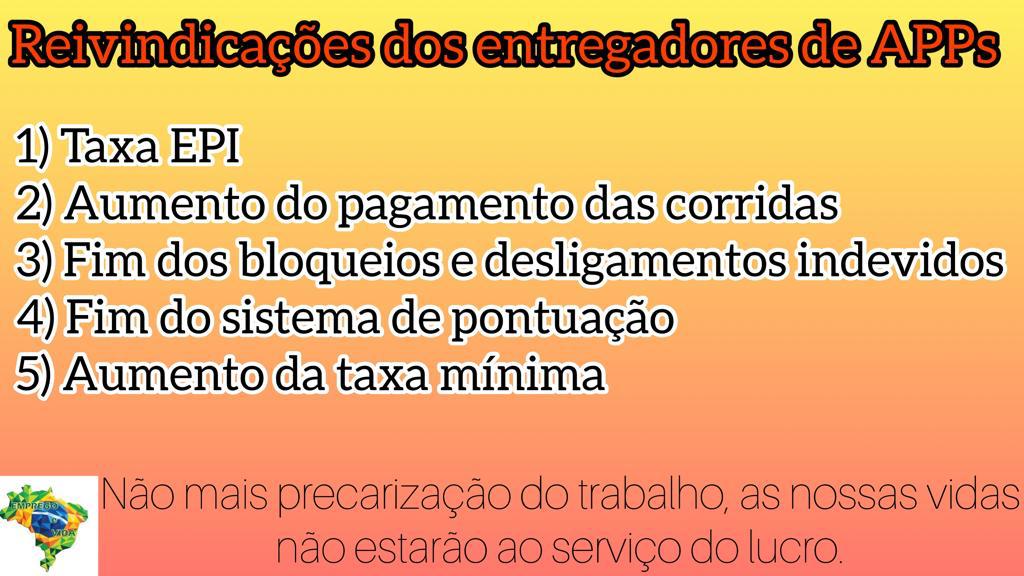 Reivindicações dos entregadores de APPs
1) Taxa EPI
2) Aumento do pagamento das corridas
3) Fim dos bloqueios e desligamentos indevidos
4) Fim do sistema de pontuação
5) Aumento da taxa mínima
EMPREGO
VIDA
Não mais precarização do trabalho, as nossas vidas
não estarão ao serviço do lucro.